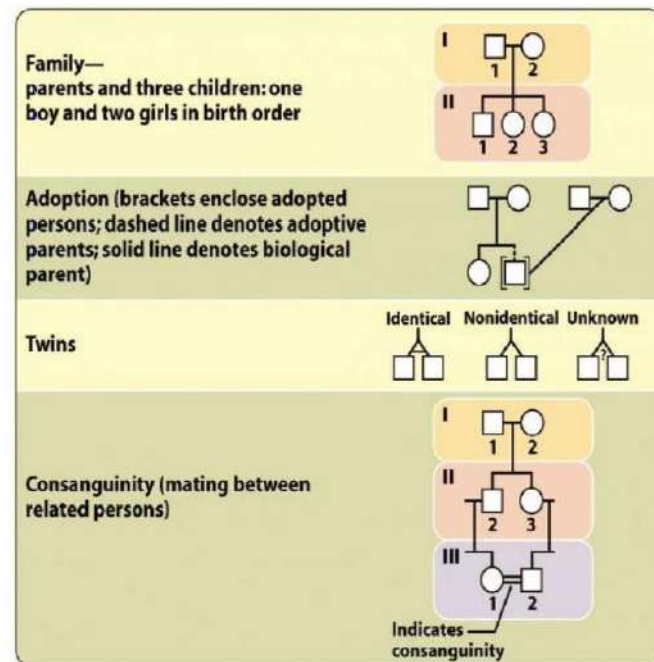 Family—
parents and three children: one
boy and two girls in birth order
I
1 2
II
1 2 3
Adoption (brackets enclose adopted
persons; dashed line denotes adoptive
parents; solid line denotes biological
parent)
Twins
Identical Nonidentical Unknown
?
Consanguinity (mating between
related persons)
I
1 2
II
2 3
III
1 2
Indicates
consanguinity